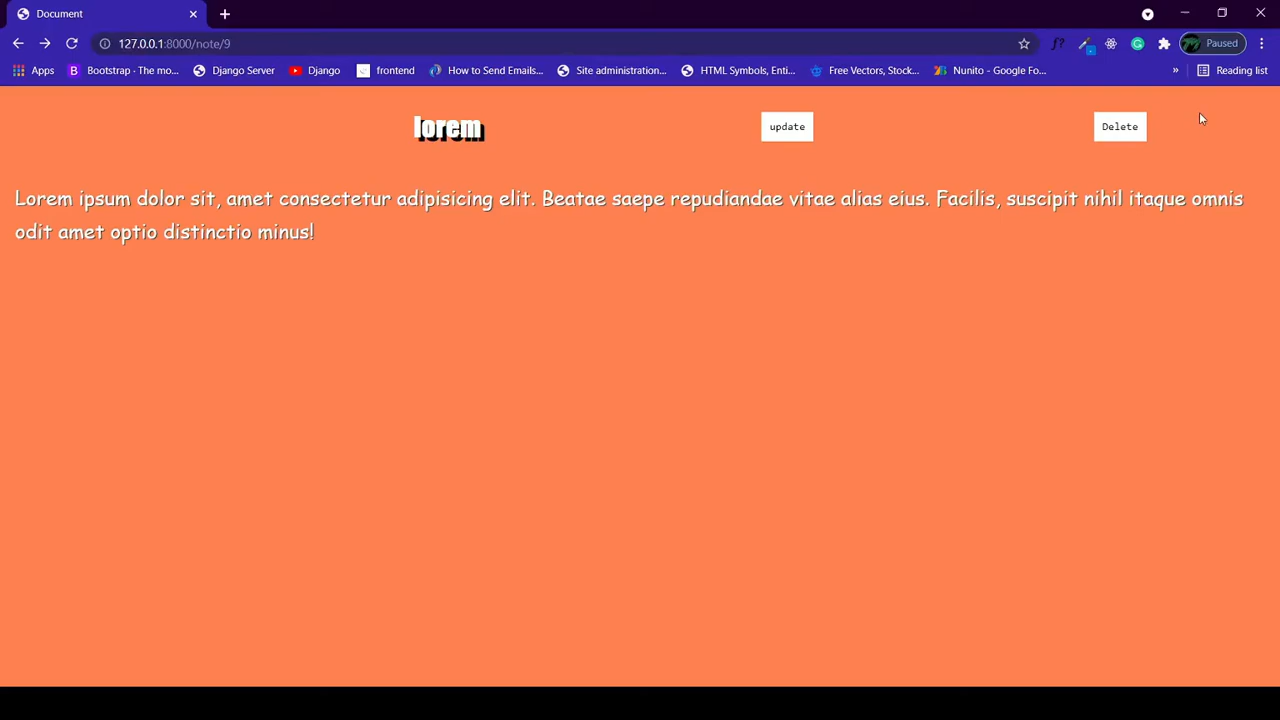 Document
127.0.0.1:8000/note/9
Paused
Apps
Bootstrap · The mo...
Django Server
Django
frontend
How to Send Emails...
Site administration...
HTML Symbols, Enti...
Free Vectors, Stock...
Nunito - Google Fo...
»
Reading list
lorem
update
Delete
Lorem ipsum dolor sit, amet consectetur adipisicing elit. Beatae saepe repudiandae vitae alias eius. Facilis, suscipit nihil itaque omnis
odit amet optio distinctio minus!